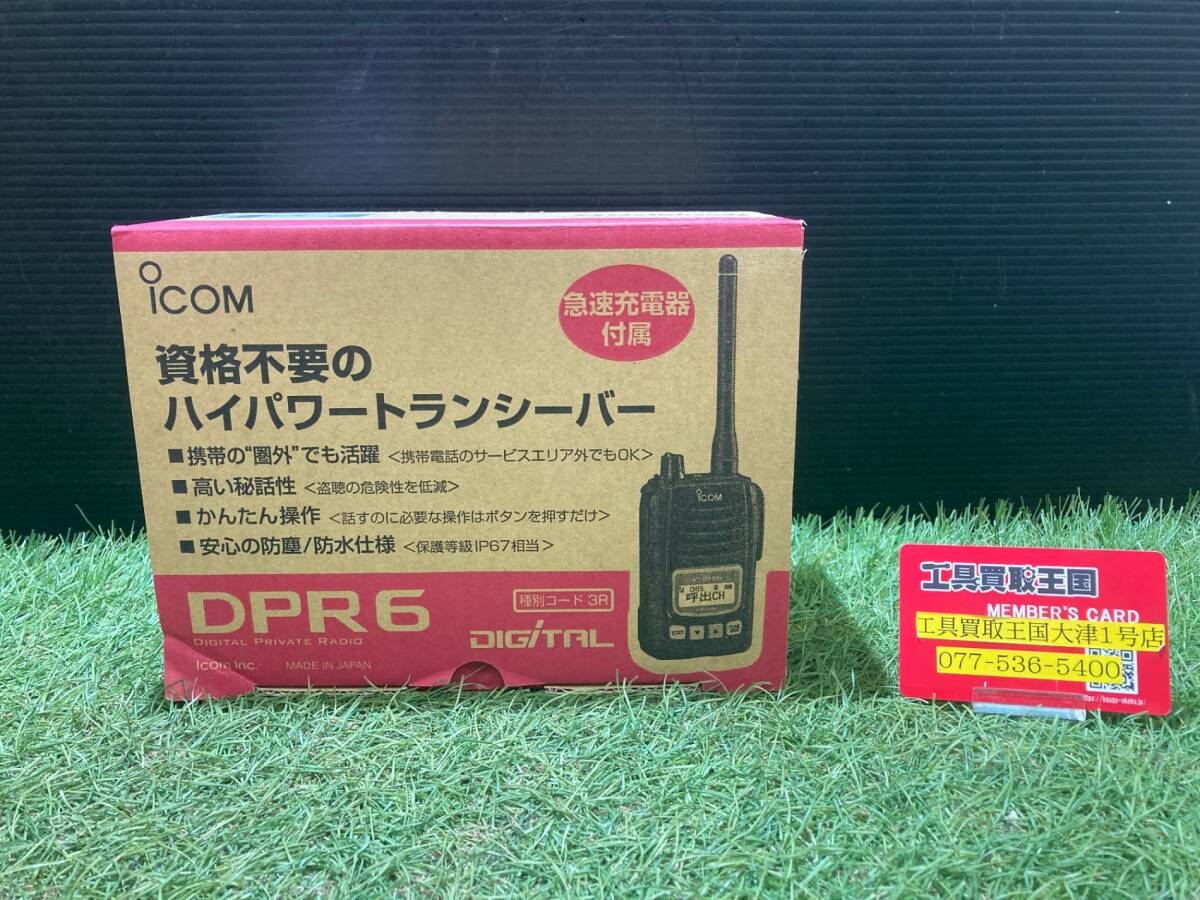 iCOM
急速充電器
付属
資格不要の
ハイパワートランシーバー
■携帯の"圏外"でも活躍 <携帯電話のサービスエリア外でもOK>
■高い秘話性 <盗聴の危険性を低減>
■かんたん操作 <話すのに必要な操作はボタンを押すだけ>
■安心の防塵/防水仕様 <保護等級IP67相当>
iCOM
呼出CH
DPR6
DIGITAL PRIVATE RADIO
種別コード 3R
DIGITAL
Icom Inc. MADE IN JAPAN
工具買取王国
MEMBER'S CARD
工具買取王国大津1号店
077-536-5400